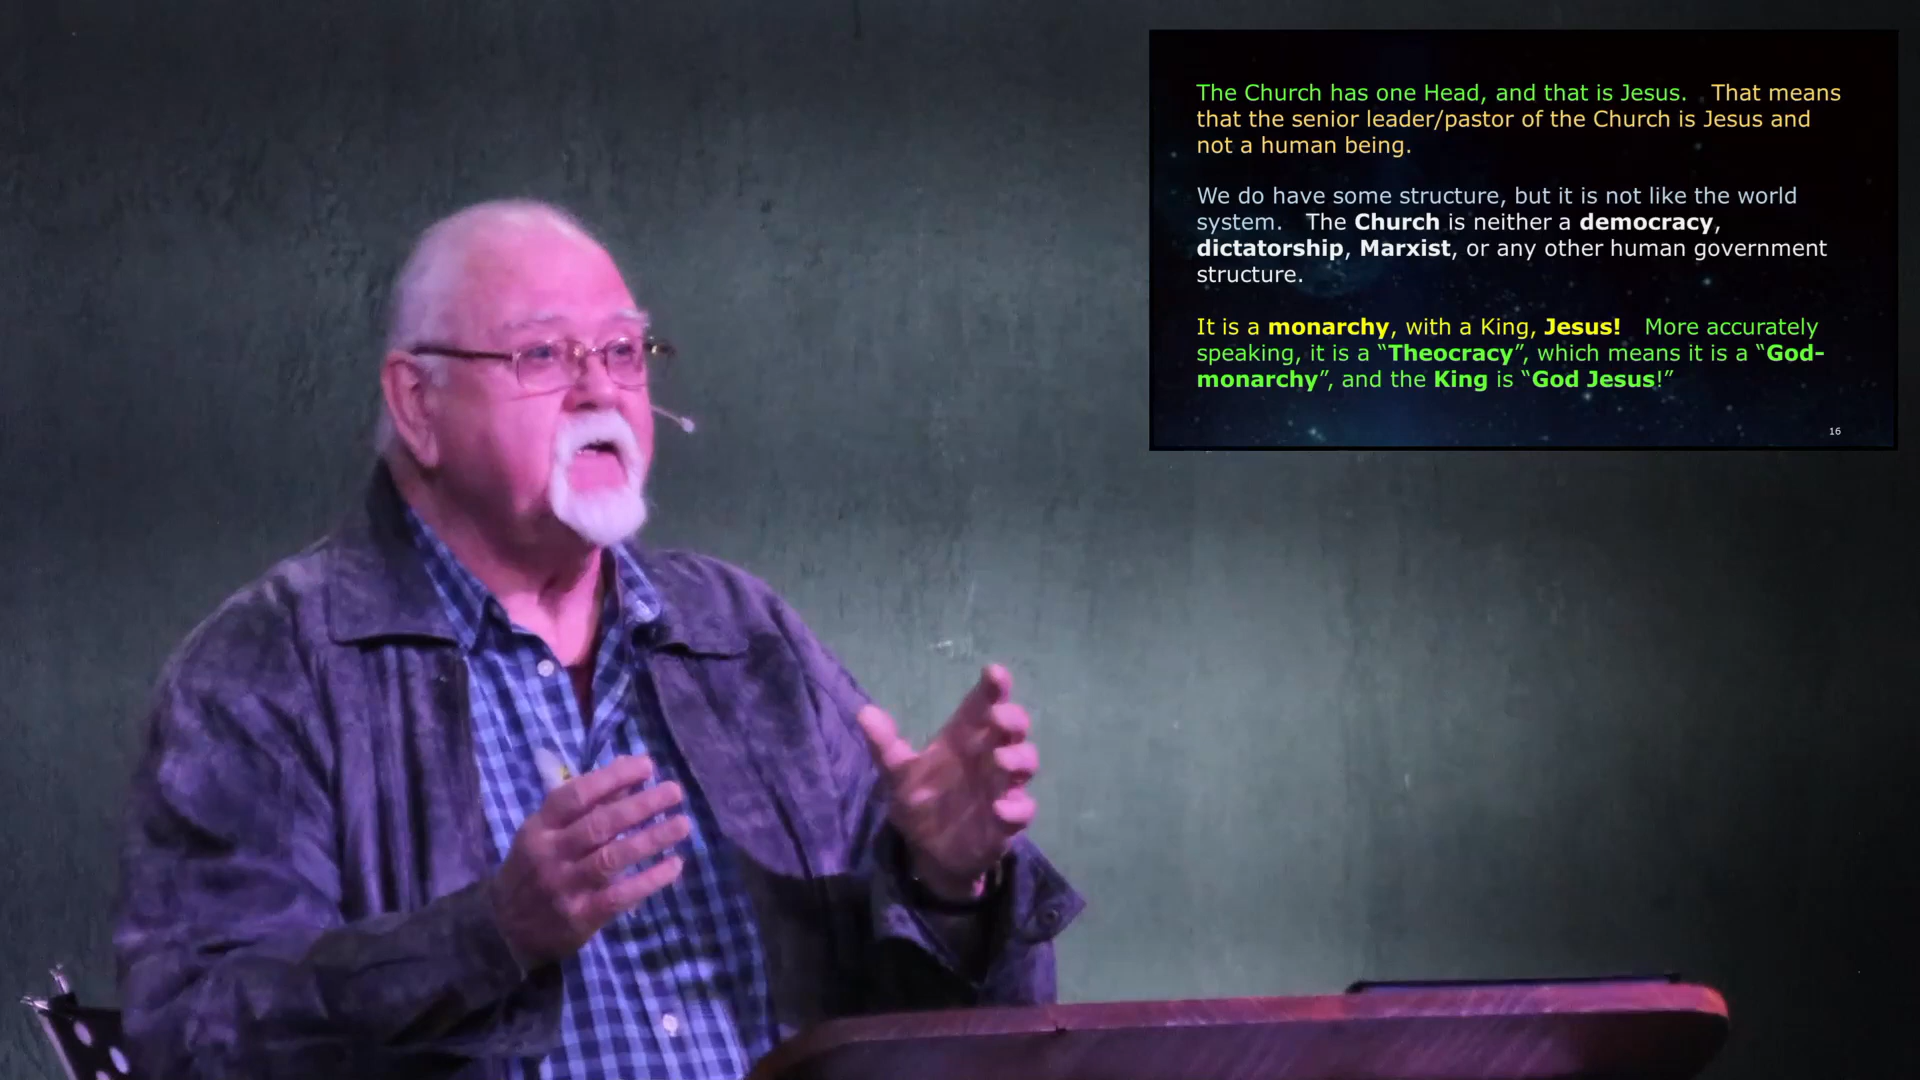 The Church has one Head, and that is Jesus. That means
that the senior leader/pastor of the Church is Jesus and
not a human being.
We do have some structure, but it is not like the world
system. The Church is neither a democracy,
dictatorship, Marxist, or any other human government
structure.
It is a monarchy, with a King, Jesus! More accurately
speaking, it is a “Theocracy”, which means it is a “God-
monarchy”, and the King is “God Jesus!”
16